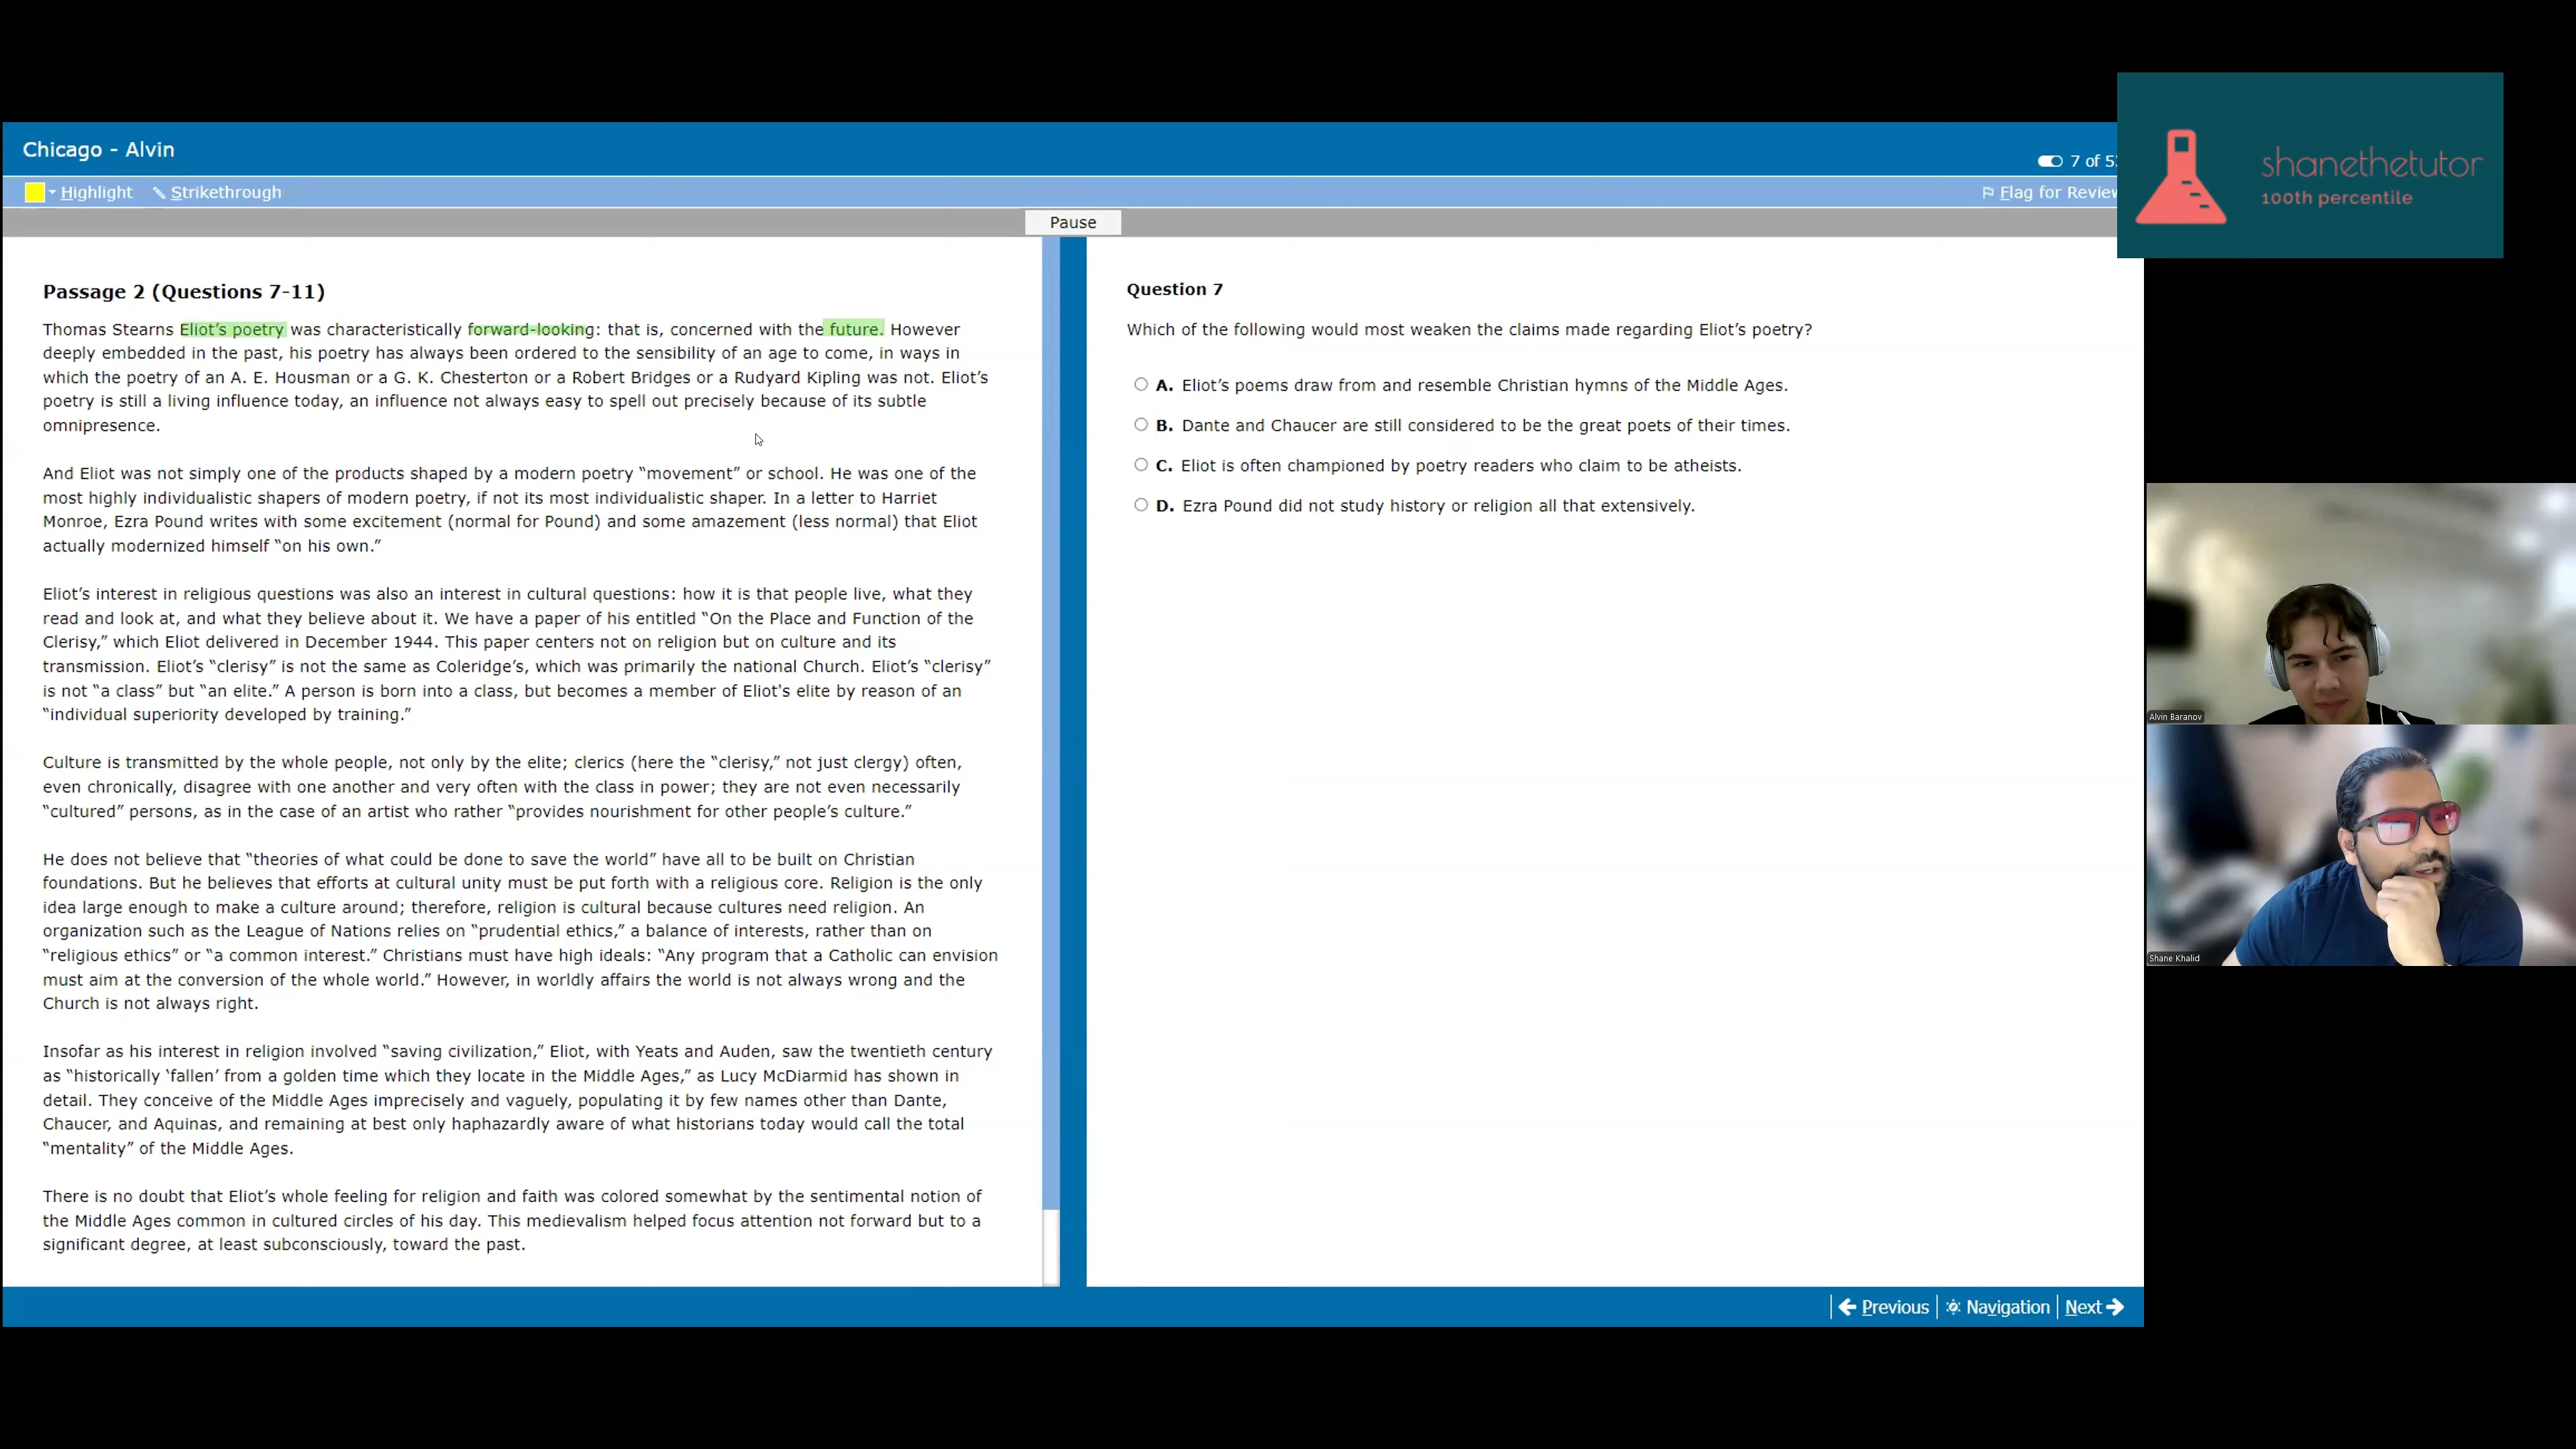 Chicago - Alvin
7 of 5
Highlight
Strikethrough
Flag for Review
Pause
shanethetutor
100th percentile
Passage 2 (Questions 7-11)
Thomas Stearns Eliot’s poetry was characteristically forward-looking: that is, concerned with the future. However
deeply embedded in the past, his poetry has always been ordered to the sensibility of an age to come, in ways in
which the poetry of an A. E. Housman or a G. K. Chesterton or a Robert Bridges or a Rudyard Kipling was not. Eliot’s
poetry is still a living influence today, an influence not always easy to spell out precisely because of its subtle
omnipresence.
And Eliot was not simply one of the products shaped by a modern poetry “movement” or school. He was one of the
most highly individualistic shapers of modern poetry, if not its most individualistic shaper. In a letter to Harriet
Monroe, Ezra Pound writes with some excitement (normal for Pound) and some amazement (less normal) that Eliot
actually modernized himself “on his own.”
Eliot’s interest in religious questions was also an interest in cultural questions: how it is that people live, what they
read and look at, and what they believe about it. We have a paper of his entitled “On the Place and Function of the
Clerisy,” which Eliot delivered in December 1944. This paper centers not on religion but on culture and its
transmission. Eliot’s “clerisy” is not the same as Coleridge’s, which was primarily the national Church. Eliot’s “clerisy”
is not “a class” but “an elite.” A person is born into a class, but becomes a member of Eliot's elite by reason of an
“individual superiority developed by training.”
Culture is transmitted by the whole people, not only by the elite; clerics (here the “clerisy,” not just clergy) often,
even chronically, disagree with one another and very often with the class in power; they are not even necessarily
“cultured” persons, as in the case of an artist who rather “provides nourishment for other people’s culture.”
He does not believe that “theories of what could be done to save the world” have all to be built on Christian
foundations. But he believes that efforts at cultural unity must be put forth with a religious core. Religion is the only
idea large enough to make a culture around; therefore, religion is cultural because cultures need religion. An
organization such as the League of Nations relies on “prudential ethics,” a balance of interests, rather than on
“religious ethics” or “a common interest.” Christians must have high ideals: “Any program that a Catholic can envision
must aim at the conversion of the whole world.” However, in worldly affairs the world is not always wrong and the
Church is not always right.
Insofar as his interest in religion involved “saving civilization,” Eliot, with Yeats and Auden, saw the twentieth century
as “historically ‘fallen’ from a golden time which they locate in the Middle Ages,” as Lucy McDiarmid has shown in
detail. They conceive of the Middle Ages imprecisely and vaguely, populating it by few names other than Dante,
Chaucer, and Aquinas, and remaining at best only haphazardly aware of what historians today would call the total
“mentality” of the Middle Ages.
There is no doubt that Eliot’s whole feeling for religion and faith was colored somewhat by the sentimental notion of
the Middle Ages common in cultured circles of his day. This medievalism helped focus attention not forward but to a
significant degree, at least subconsciously, toward the past.
Question 7
Which of the following would most weaken the claims made regarding Eliot’s poetry?
A. Eliot’s poems draw from and resemble Christian hymns of the Middle Ages.
B. Dante and Chaucer are still considered to be the great poets of their times.
C. Eliot is often championed by poetry readers who claim to be atheists.
D. Ezra Pound did not study history or religion all that extensively.
Alvin Baranov
Shane Khalid
Previous
Navigation
Next